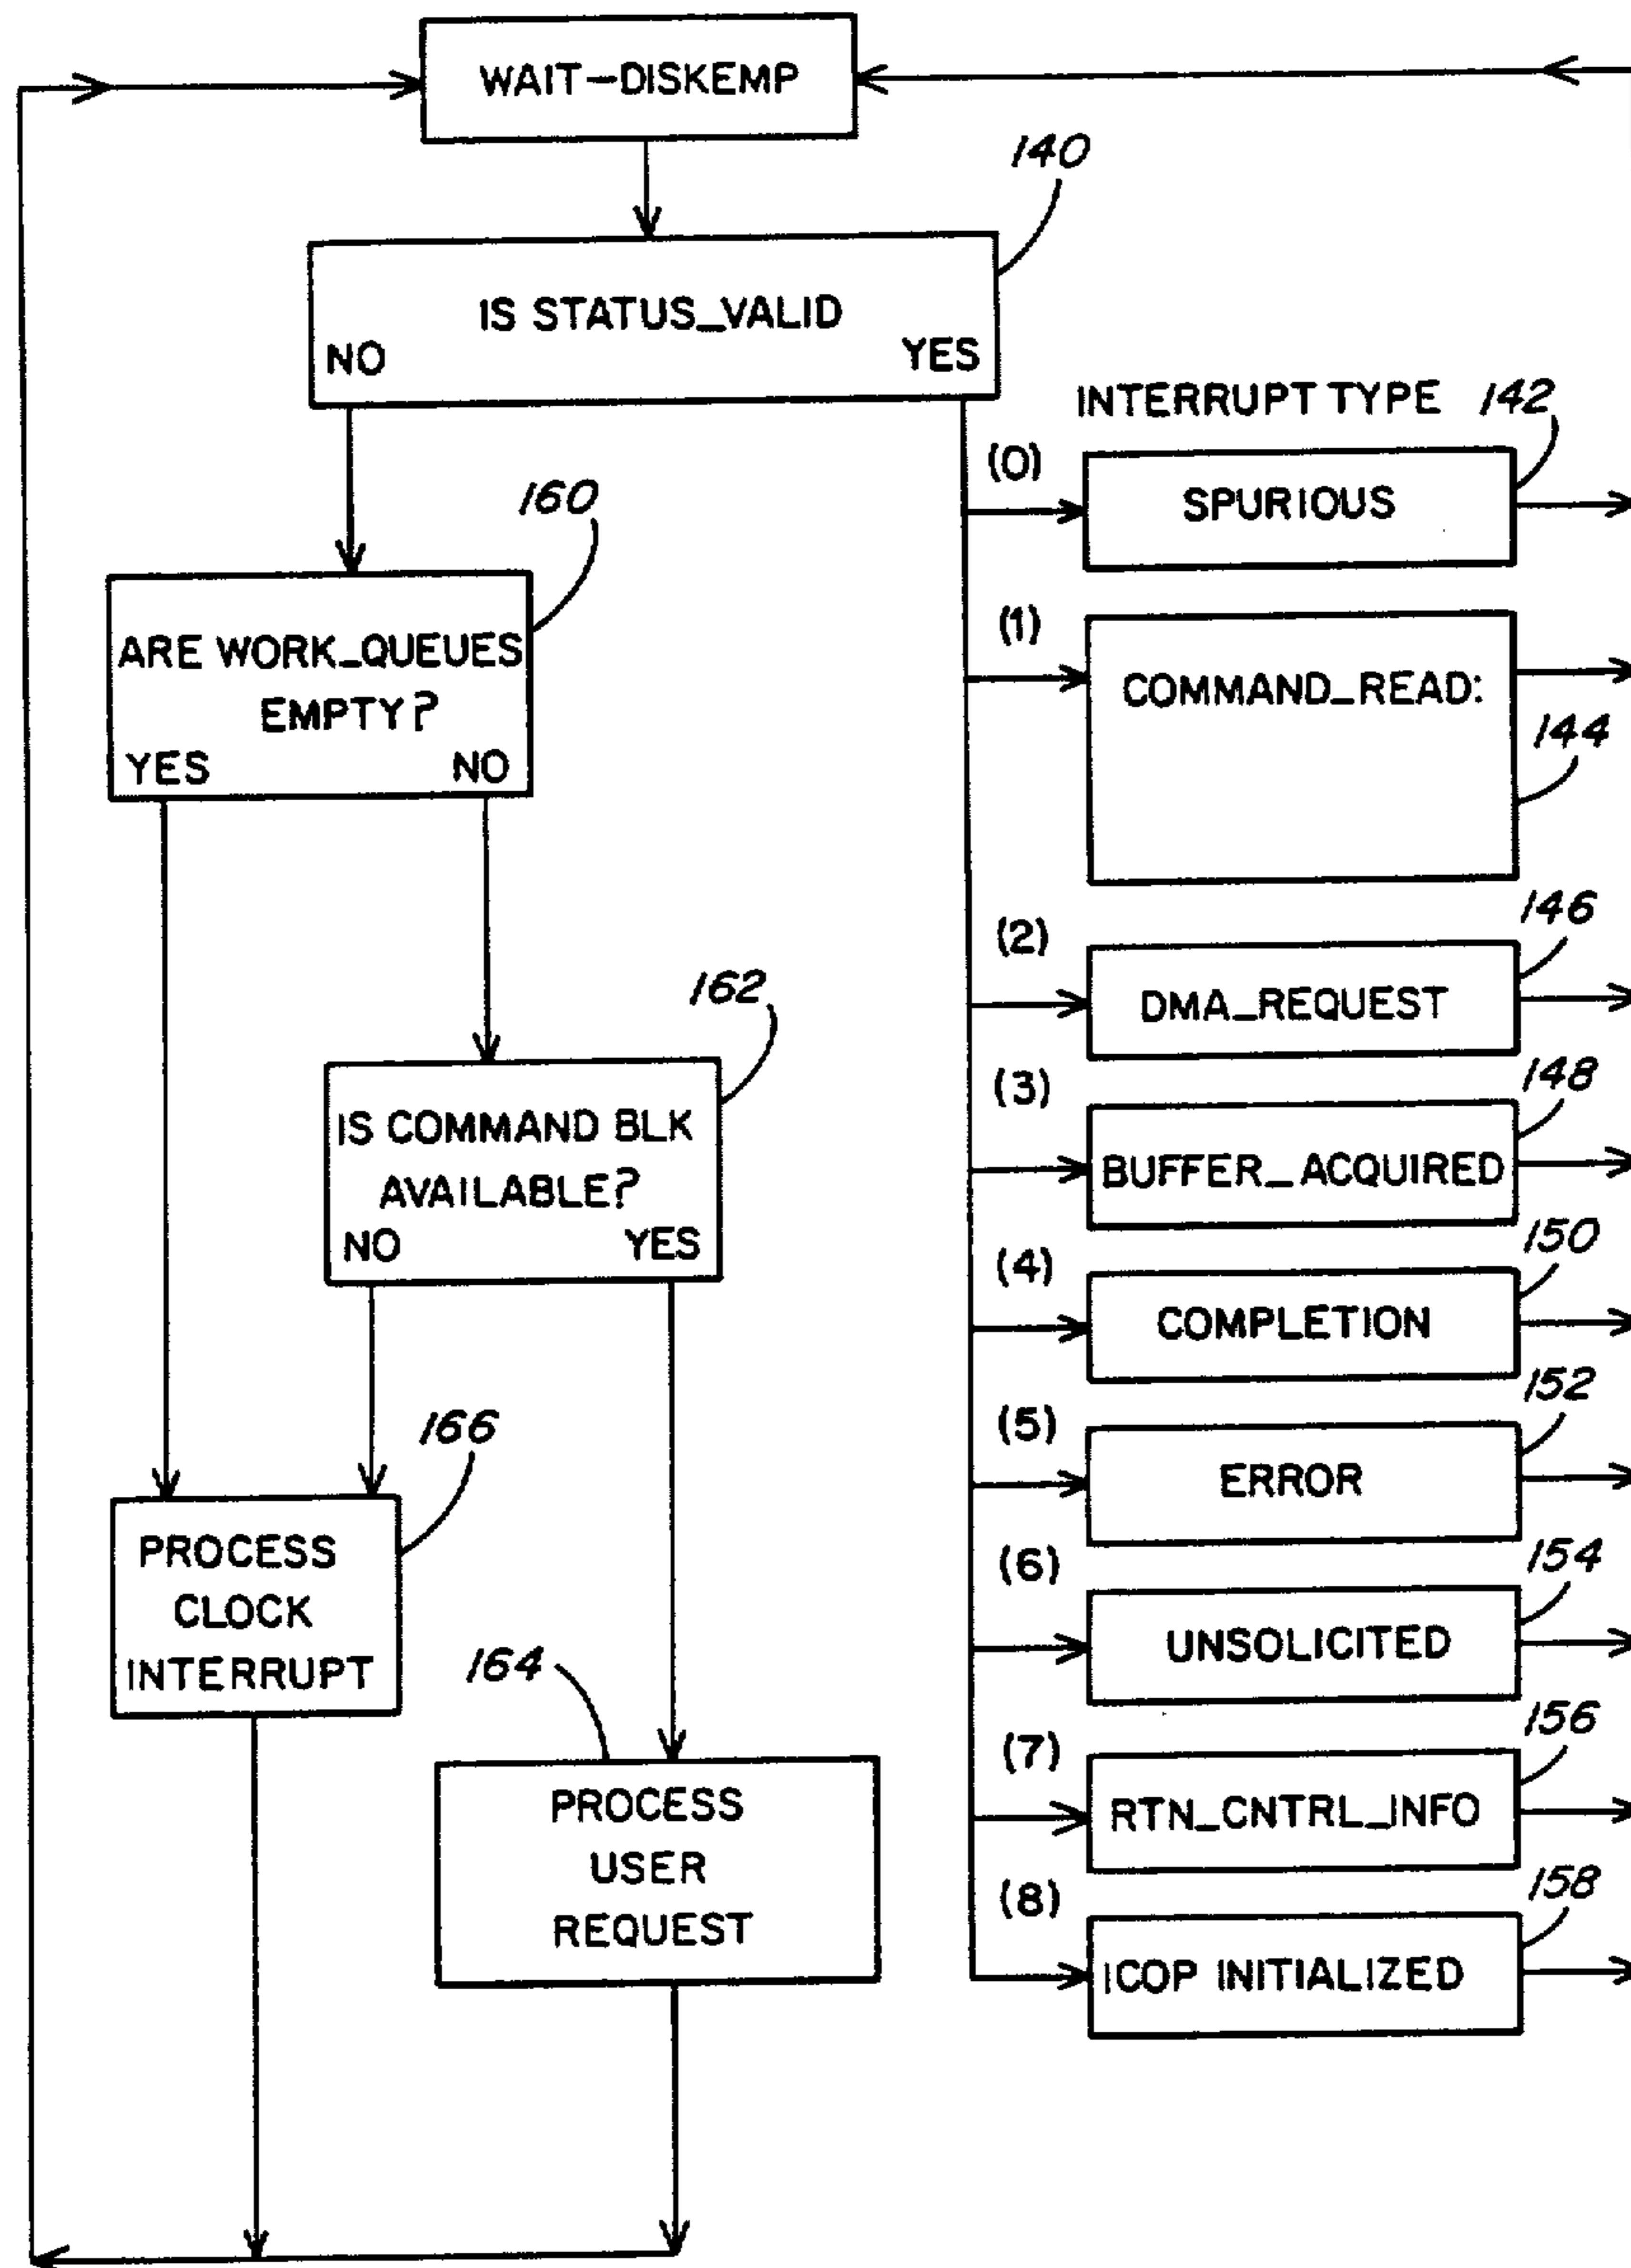 WAIT-DISKEMP
140
IS STATUS_VALID
NO YES
INTERRUPT TYPE 142
(0)
SPURIOUS
160
ARE WORK_QUEUES
EMPTY?
YES NO
(1)
COMMAND_READ:
144
(2)
146
DMA_REQUEST
162
IS COMMAND BLK
AVAILABLE?
NO YES
(3)
148
BUFFER_ACQUIRED
(4)
150
COMPLETION
(5)
152
ERROR
166
PROCESS
CLOCK
INTERRUPT
(6)
154
UNSOLICITED
164
PROCESS
USER
REQUEST
(7)
156
RTN_CNTRL_INFO
(8)
158
ICOP INITIALIZED